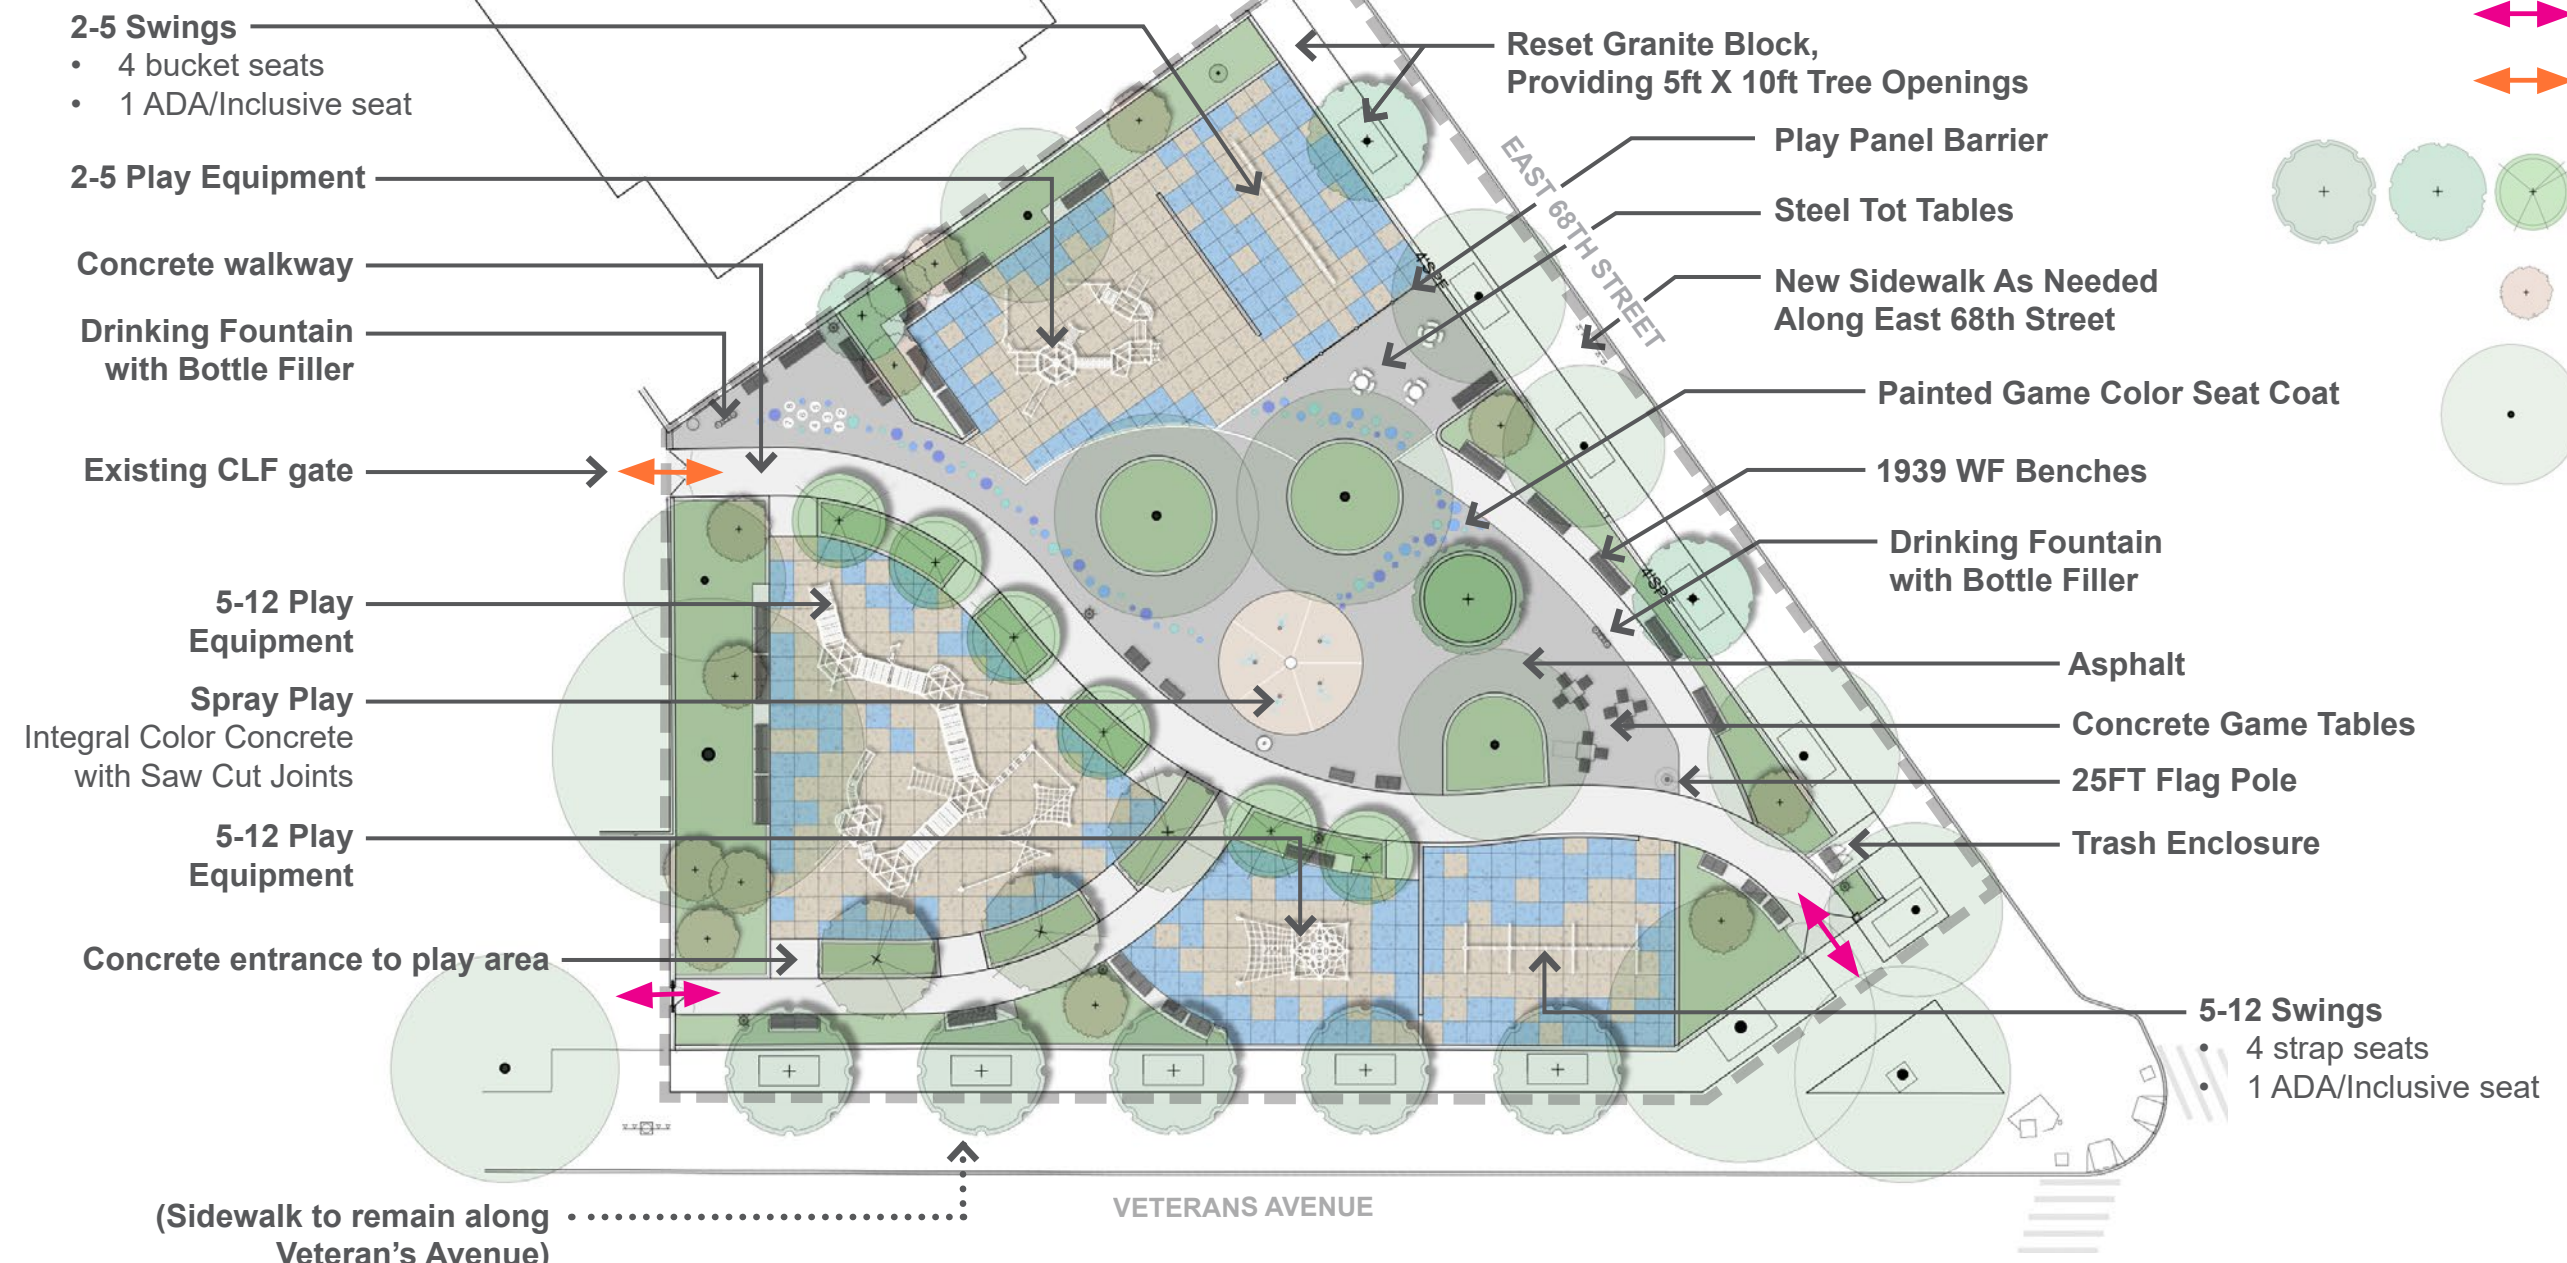 2-5 Swings
• 4 bucket seats
• 1 ADA/Inclusive seat
2-5 Play Equipment
Concrete walkway
Drinking Fountain
with Bottle Filler
Existing CLF gate
5-12 Play
Equipment
Spray Play
Integral Color Concrete
with Saw Cut Joints
5-12 Play
Equipment
Concrete entrance to play area
(Sidewalk to remain along
Veteran's Avenue)
Reset Granite Block,
Providing 5ft X 10ft Tree Openings
Play Panel Barrier
Steel Tot Tables
New Sidewalk As Needed
Along East 68th Street
Painted Game Color Seat Coat
1939 WF Benches
Drinking Fountain
with Bottle Filler
Asphalt
Concrete Game Tables
25FT Flag Pole
Trash Enclosure
5-12 Swings
• 4 strap seats
• 1 ADA/Inclusive seat
EAST 68TH STREET
4'SPF
4'SPF
VETERANS AVENUE